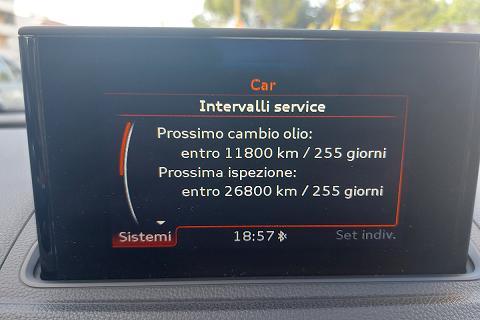 Car
Intervalli service
Prossimo cambio olio:
entro 11800 km / 255 giorni
Prossima ispezione:
entro 26800 km / 255 giorni
Sistemi 18:57 Set indiv.